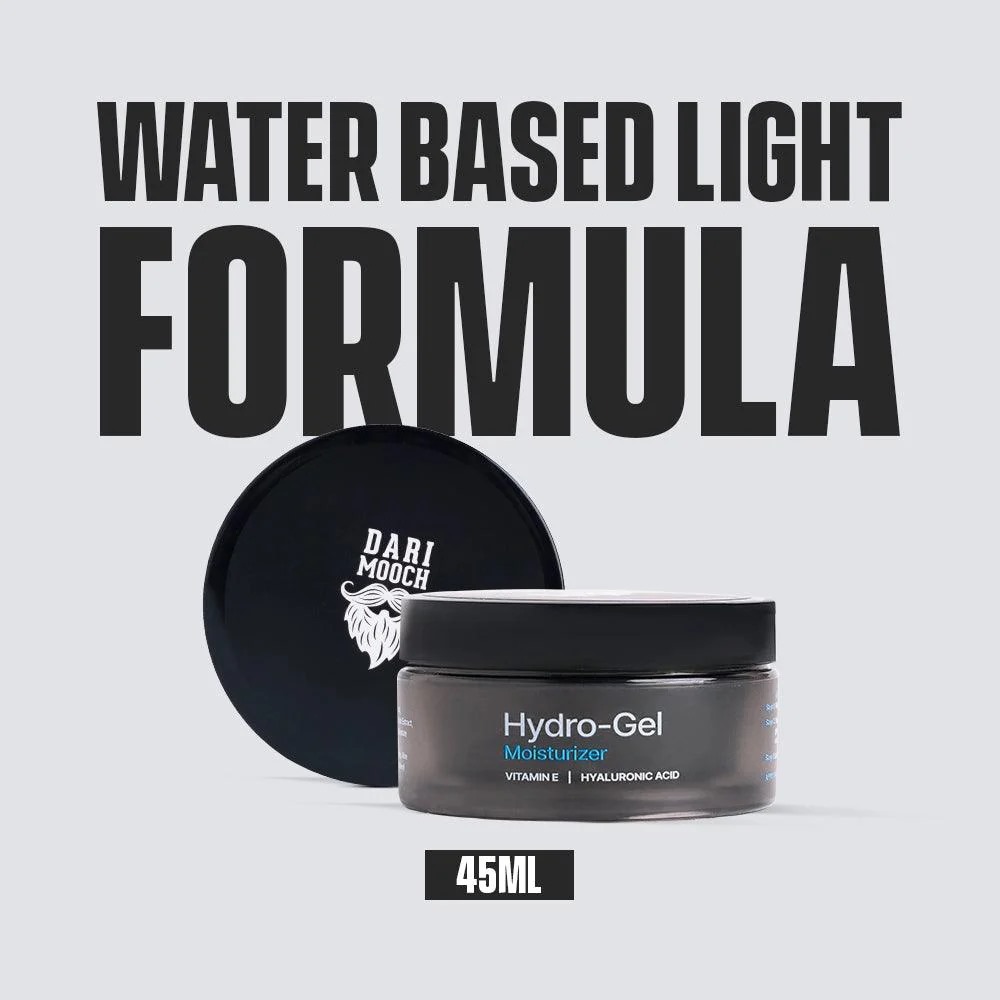 WATER BASED LIGHT
FORMULA
DARI
MOOCH
Hydro-Gel
Moisturizer
VITAMIN E | HYALURONIC ACID
45ML